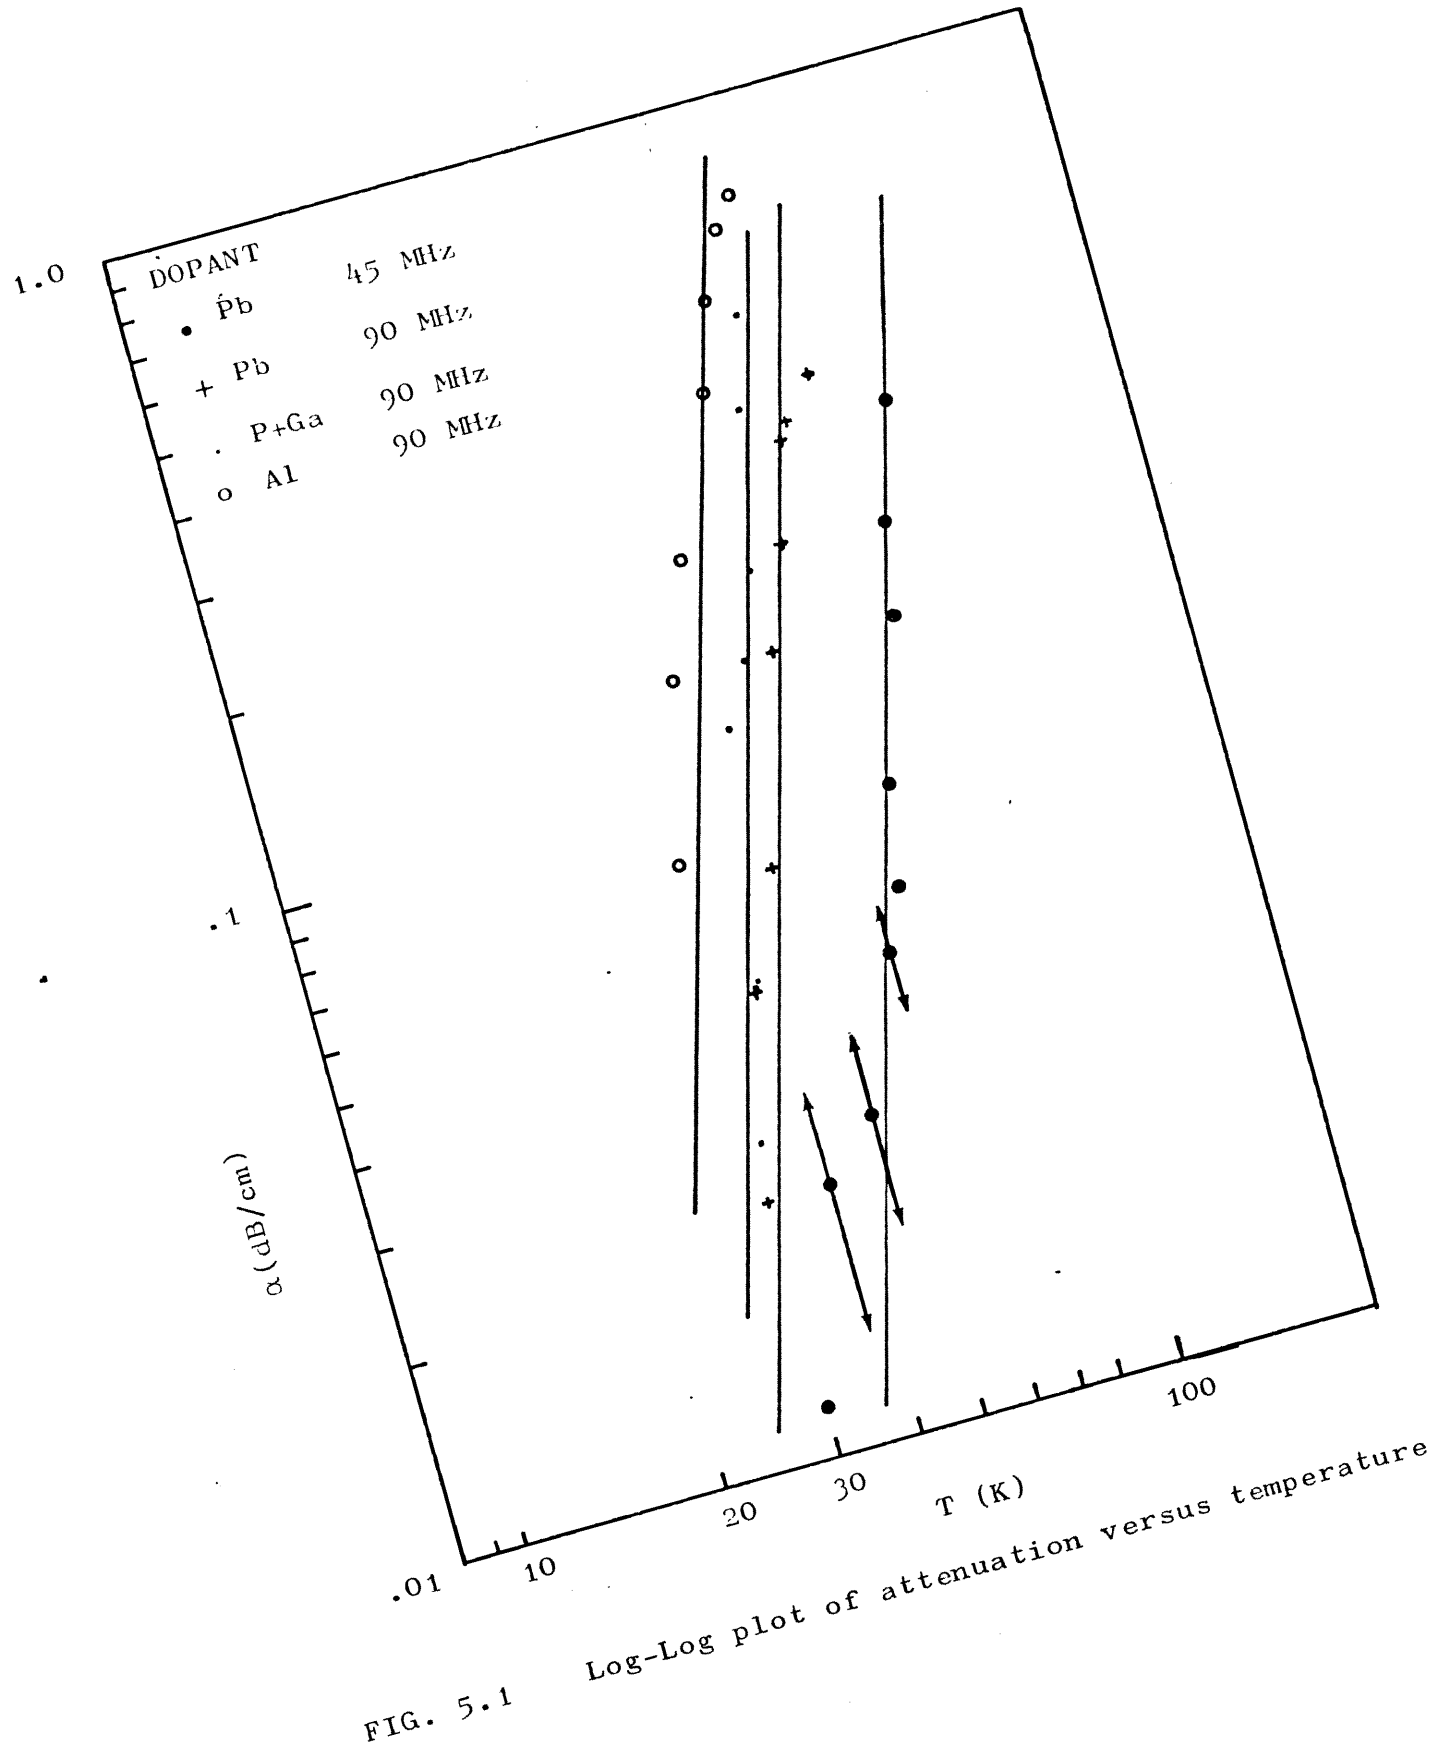 1.0
DOPANT
● Pb 45 MHz
+ Pb 90 MHz
. P+Ga 90 MHz
o Al 90 MHz
.1
α(dB/cm)
.01
10
20
30
100
T (K)
FIG. 5.1 Log-Log plot of attenuation versus temperature